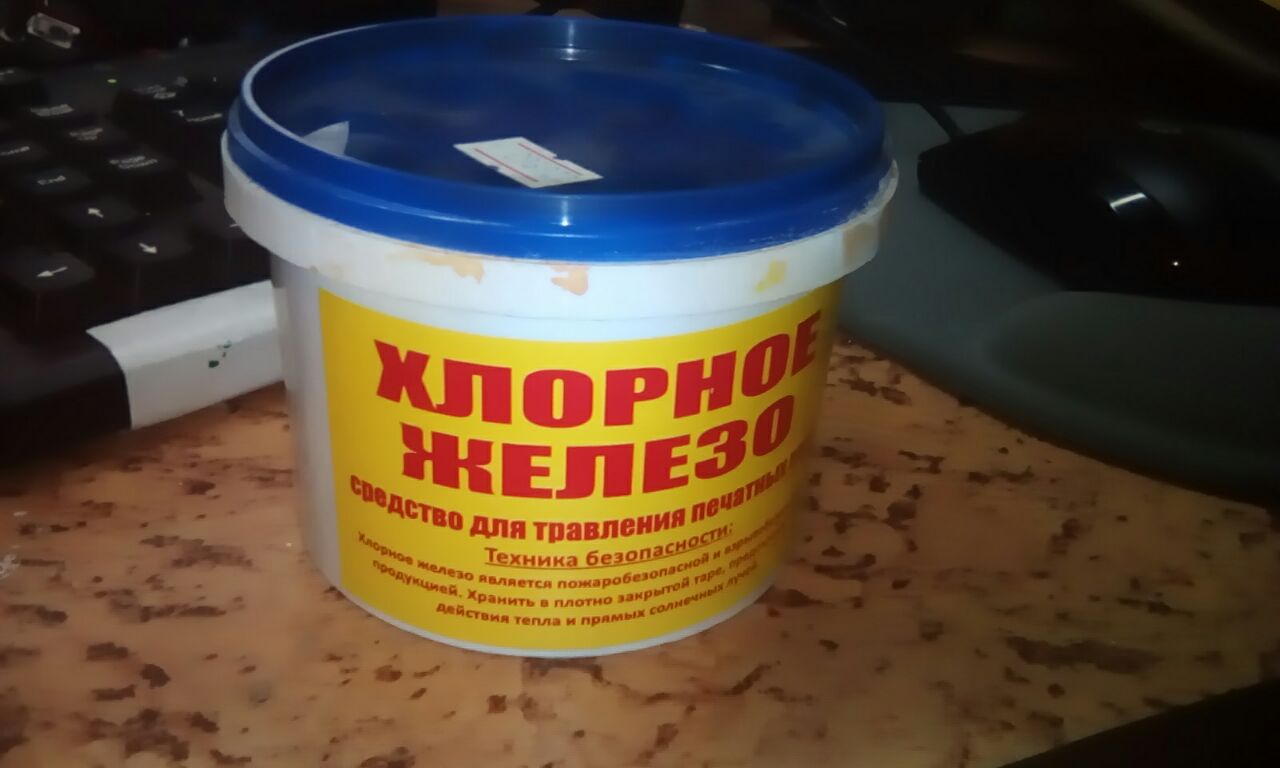 ХЛОРНОЕ
ЖЕЛЕЗО
средство для травления печатных
Техника безопасности:
Хлорное железо является пожаробезопасной и
продукцией. Хранить в плотно закрытой таре,
действия тепла и прямых солнечных лучей.
End